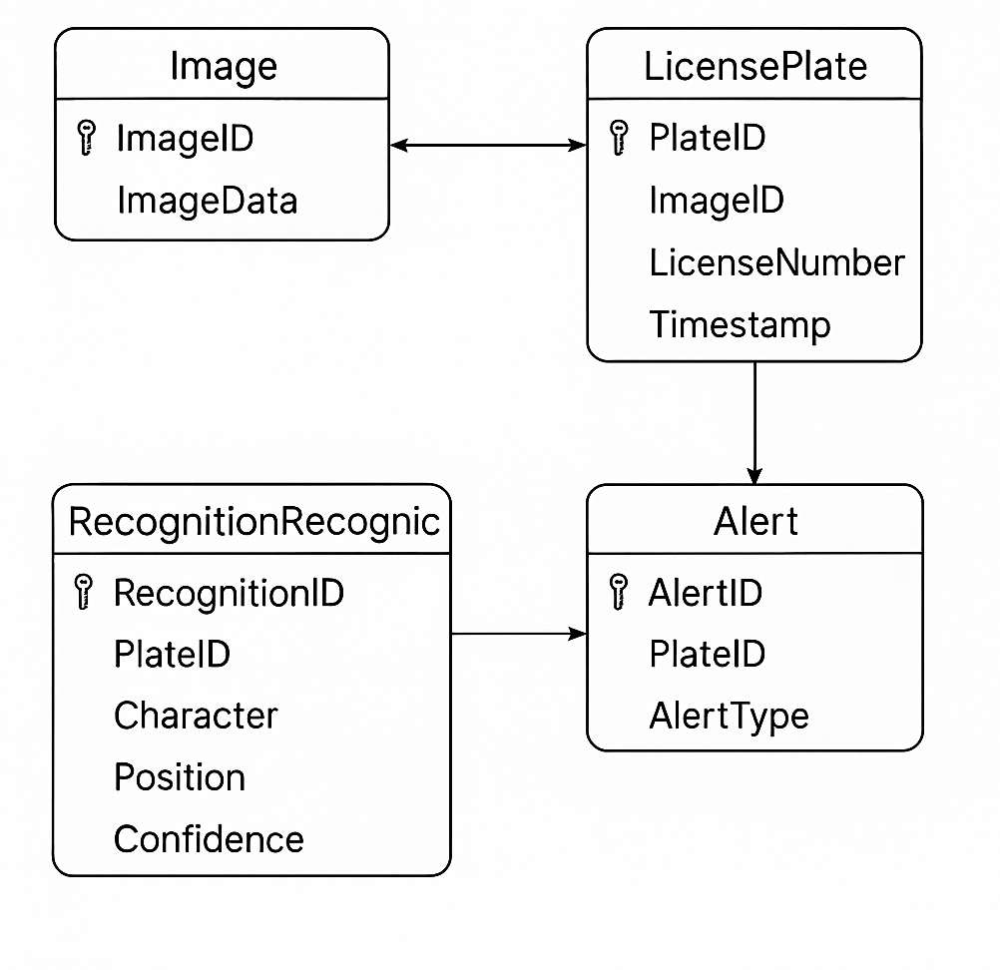 Image
ImageID
ImageData
LicensePlate
PlateID
ImageID
LicenseNumber
Timestamp
RecognitionRecognic
RecognitionID
PlateID
Character
Position
Confidence
Alert
AlertID
PlateID
AlertType